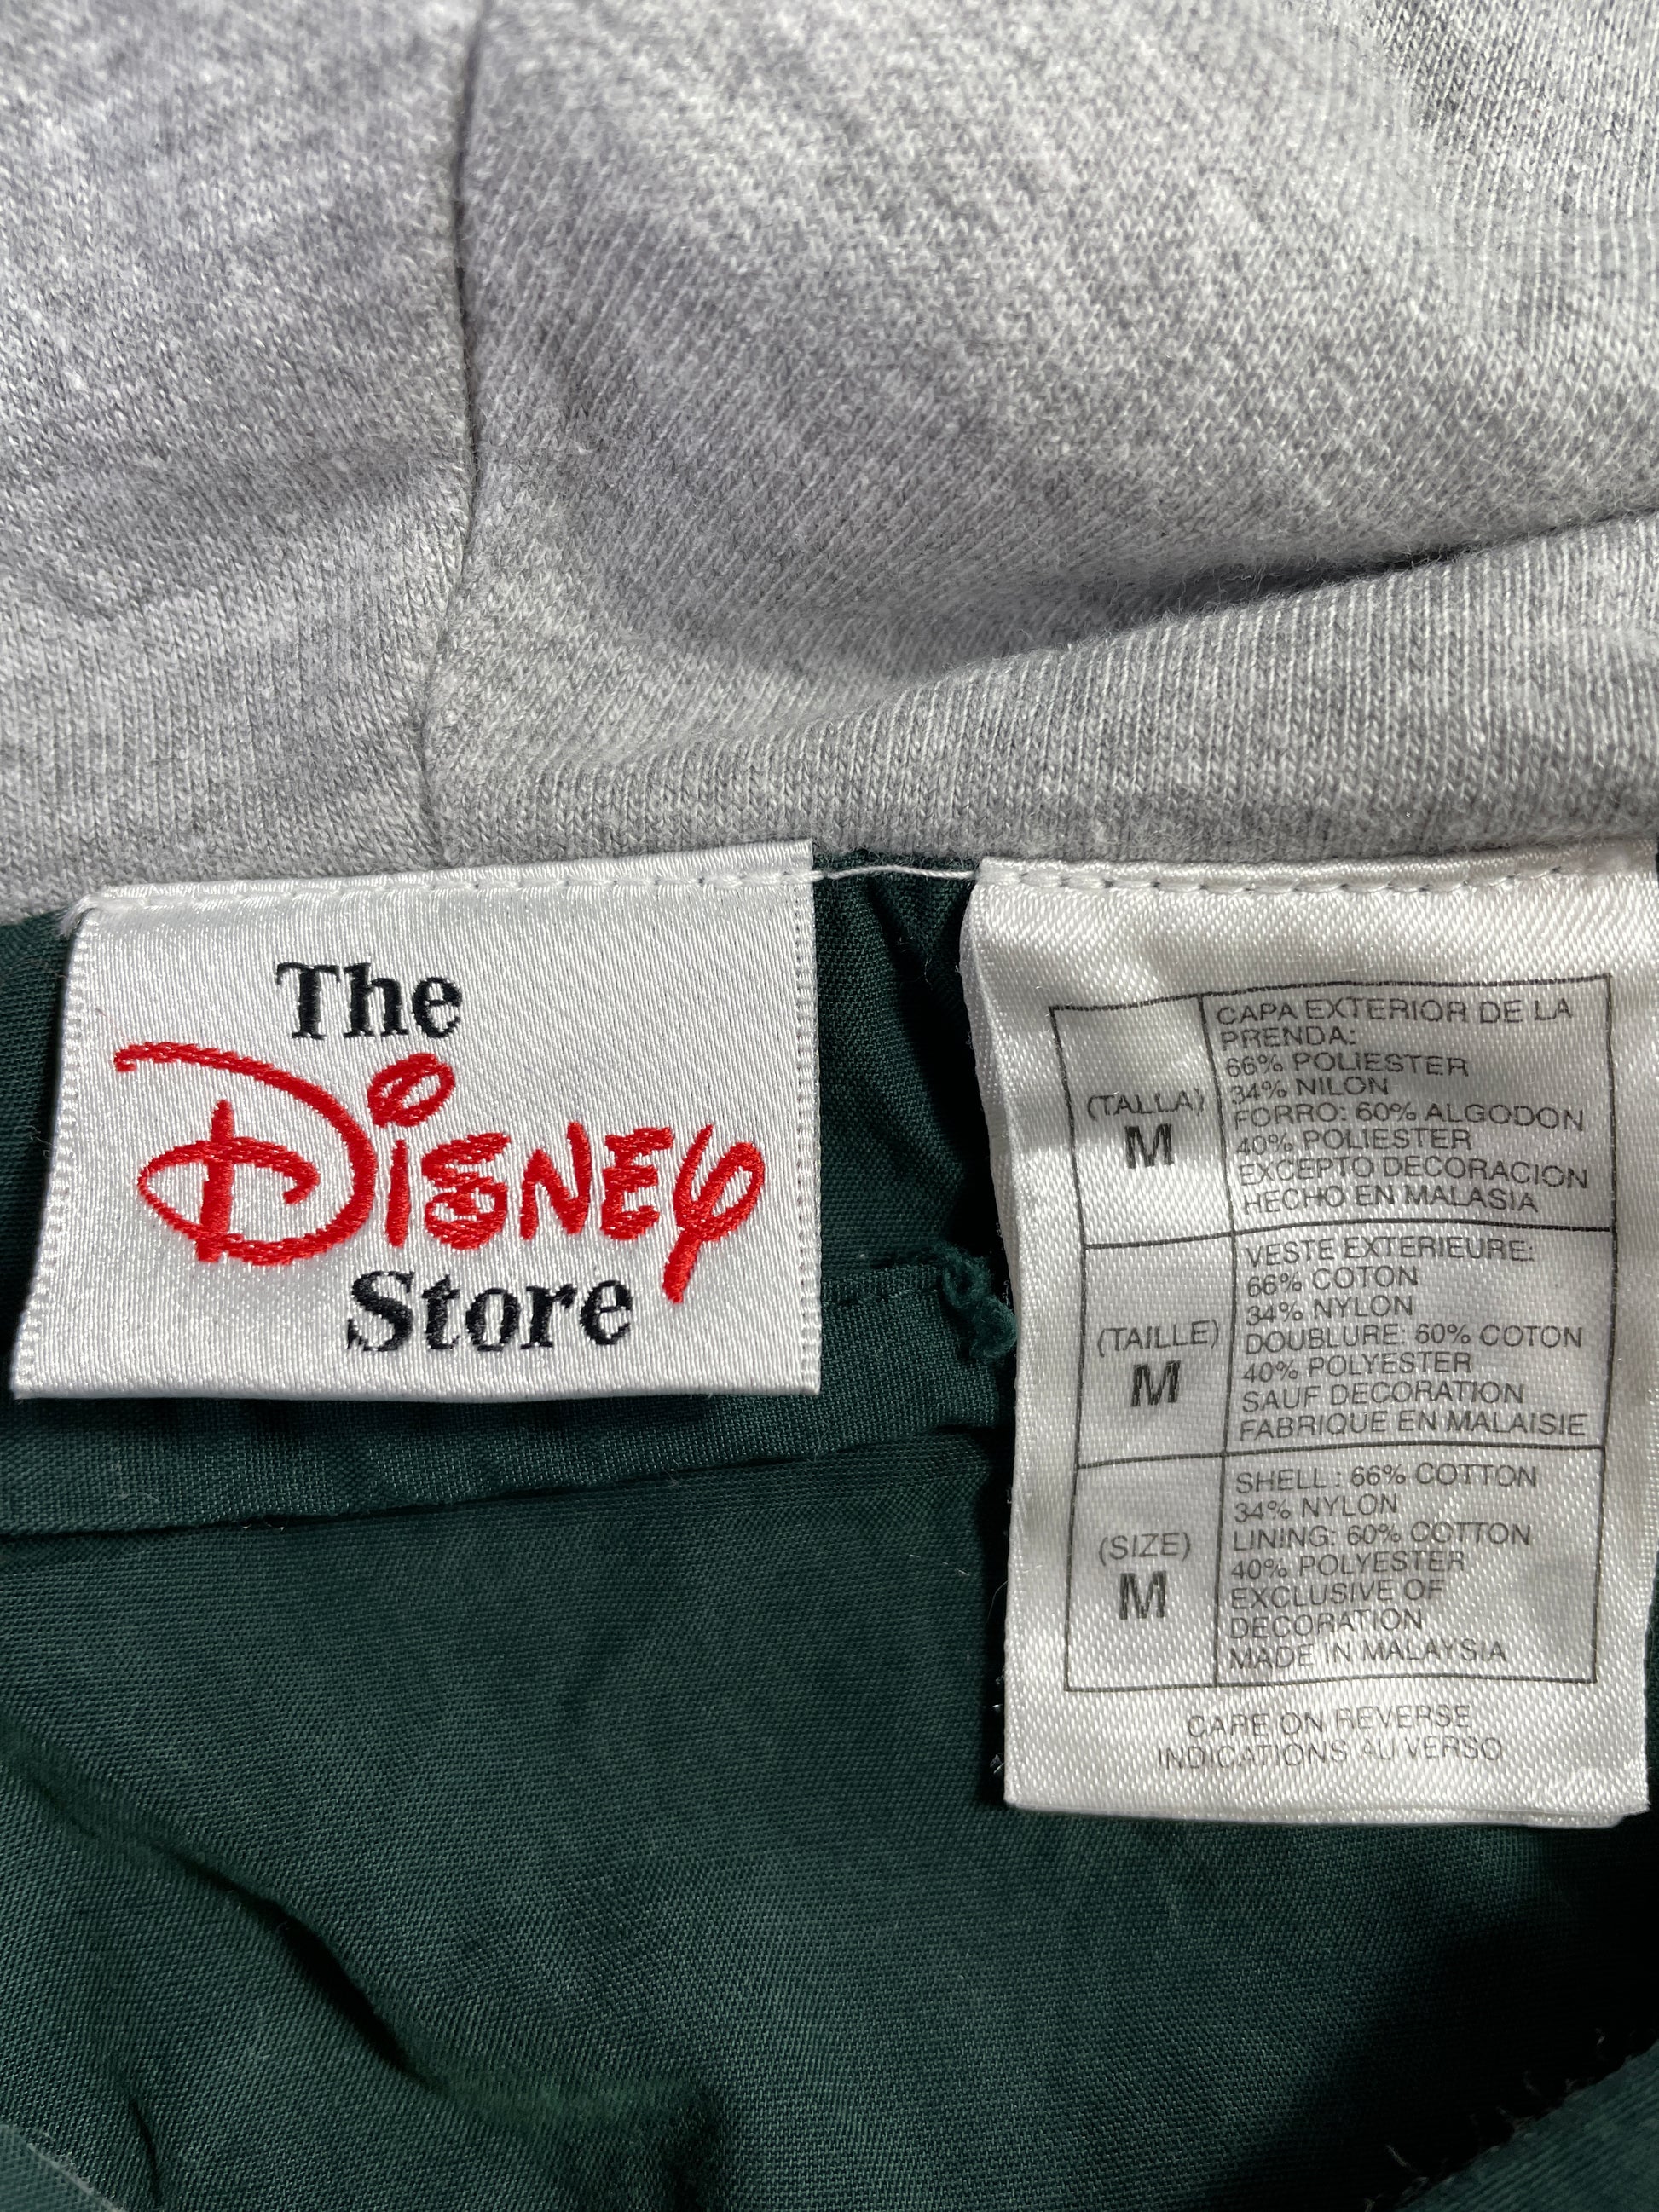 The
Disney
Store
(TALLA)
M
CAPA EXTERIOR DE LA
PRENDA:
66% POLIESTER
34% NILON
FORRO: 60% ALGODON
40% POLIESTER
EXCEPTO DECORACION
HECHO EN MALASIA
(TAILLE)
M
VESTE EXTERIEURE:
66% COTON
34% NYLON
DOUBLURE: 60% COTON
40% POLYESTER
SAUF DECORATION
FABRIQUE EN MALAISIE
(SIZE)
M
SHELL: 66% COTTON
34% NYLON
LINING: 60% COTTON
40% POLYESTER
EXCLUSIVE OF
DECORATION
MADE IN MALAYSIA
CARE ON REVERSE
INDICATIONS AU VERSO